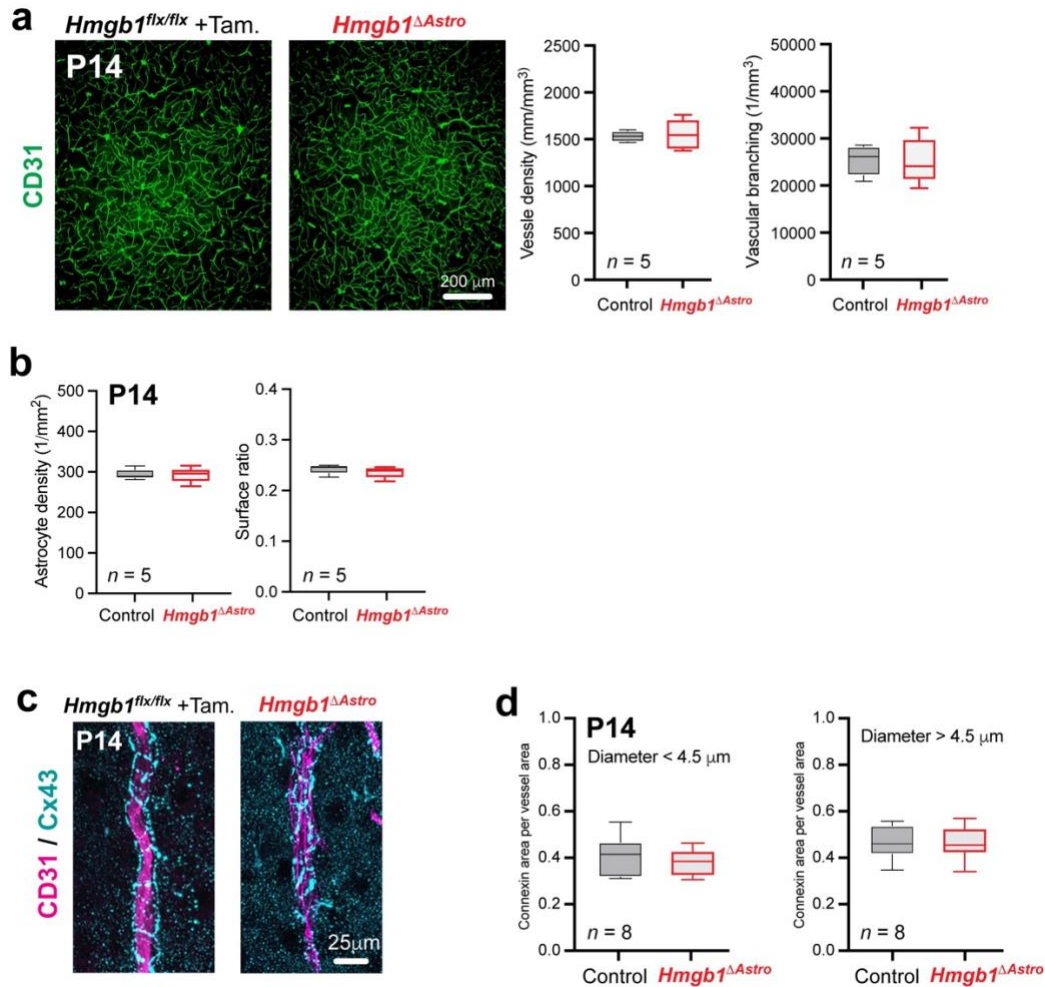 a
Hmgb1flx/flx +Tam.
Hmgb1ΔAstro
P14
CD31
200 μm
Vessle density (mm/mm³)
2500
2000
1500
1000
500
0
n = 5
Control Hmgb1ΔAstro
Vascular branching (1/mm³)
50000
40000
30000
20000
10000
0
n = 5
Control Hmgb1ΔAstro
b
P14
Astrocyte density (1/mm²)
500
400
300
200
100
0
n = 5
Control Hmgb1ΔAstro
Surface ratio
0.4
0.3
0.2
0.1
0.0
n = 5
Control Hmgb1ΔAstro
c
Hmgb1flx/flx +Tam.
Hmgb1ΔAstro
P14
CD31 / Cx43
25μm
d
P14
Diameter < 4.5 μm
Connexin area per vessel area
1.0
0.8
0.6
0.4
0.2
0.0
n = 8
Control Hmgb1ΔAstro
Diameter > 4.5 μm
Connexin area per vessel area
1.0
0.8
0.6
0.4
0.2
0.0
n = 8
Control Hmgb1ΔAstro